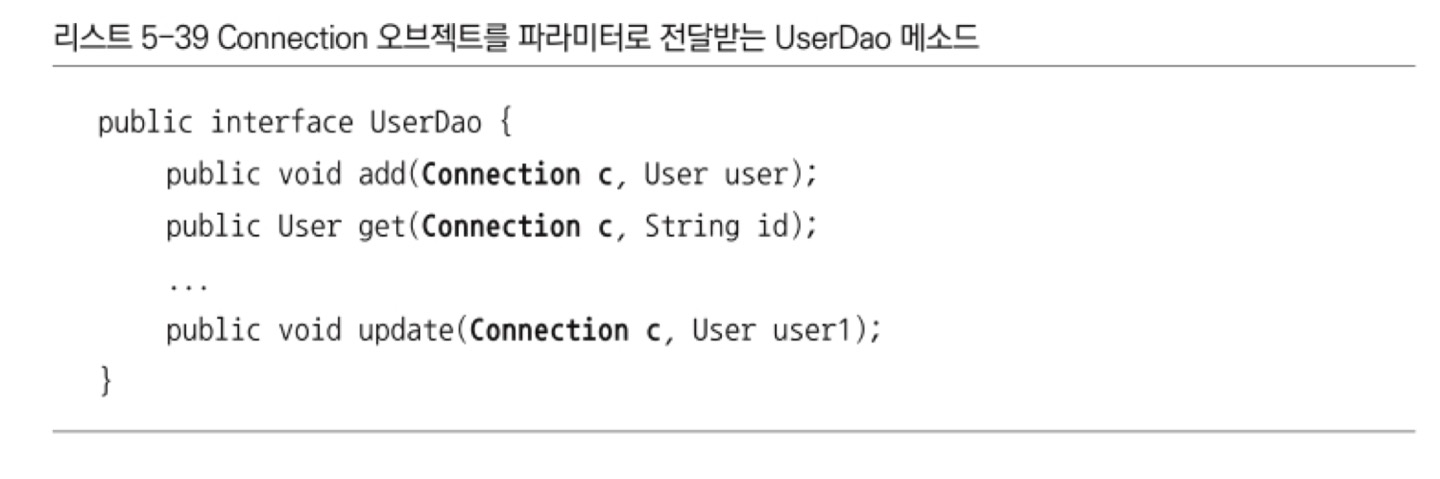 리스트 5-39 Connection 오브젝트를 파라미터로 전달받는 UserDao 메소드
public interface UserDao {
public void add(Connection c, User user);
public User get(Connection c, String id);
...
public void update(Connection c, User user1);
}